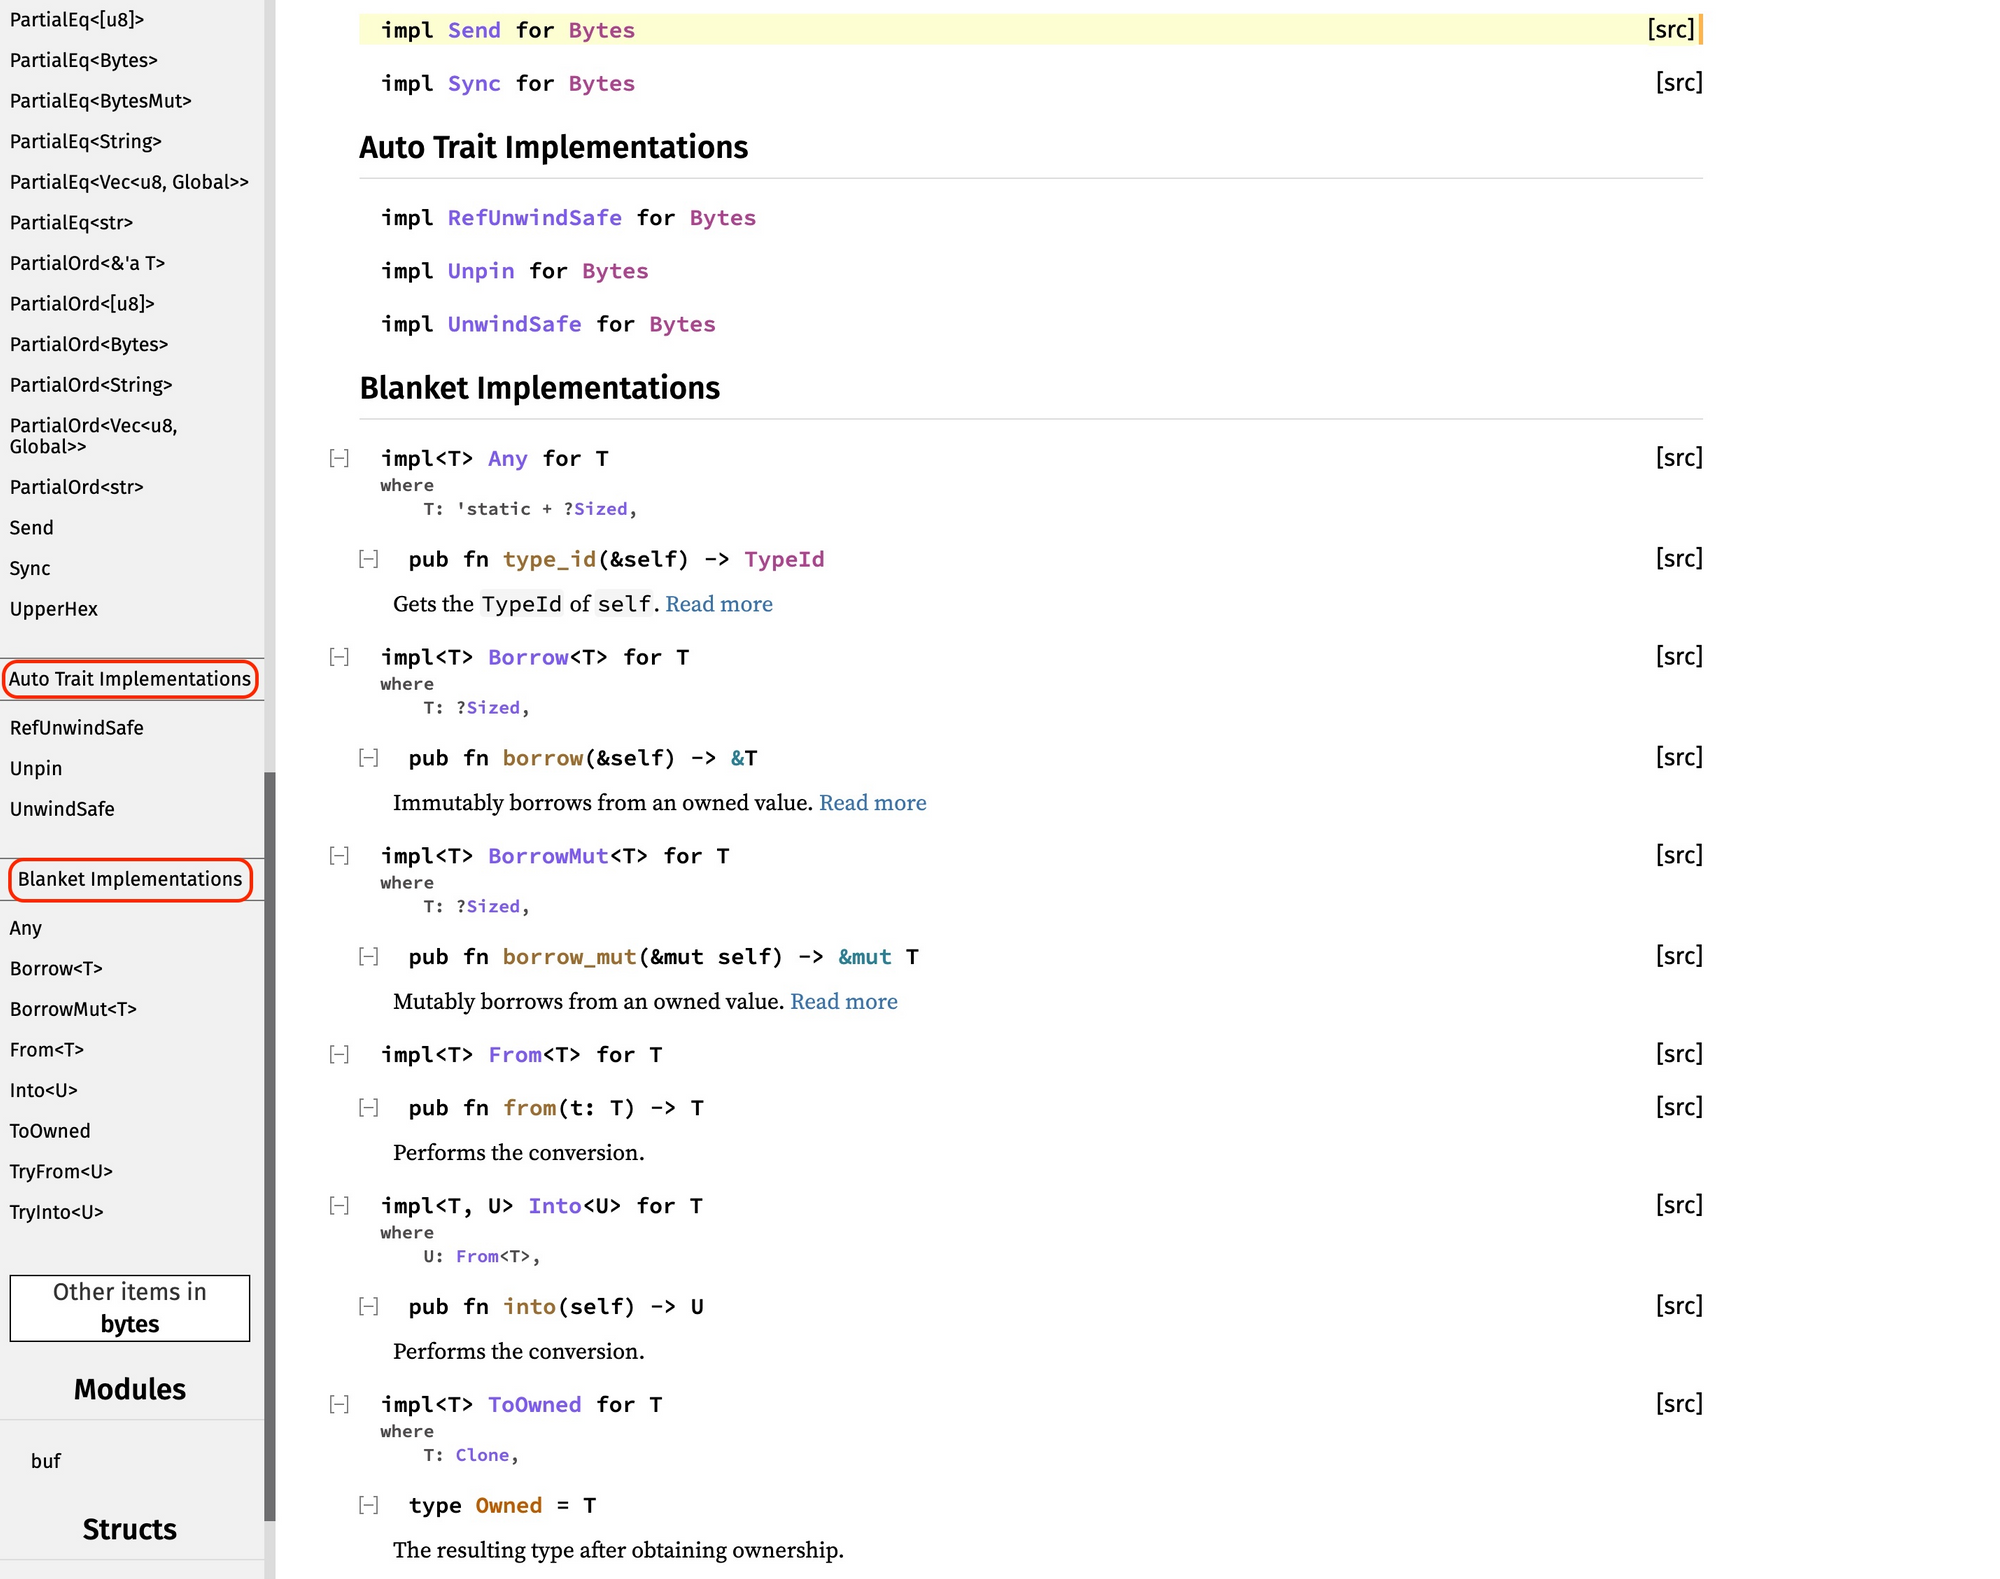 PartialEq<[u8]>
PartialEq<Bytes>
PartialEq<BytesMut>
PartialEq<String>
PartialEq<Vec<u8, Global>>
PartialEq<str>
PartialOrd<&'a T>
PartialOrd<[u8]>
PartialOrd<Bytes>
PartialOrd<String>
PartialOrd<Vec<u8,
Global>>
PartialOrd<str>
Send
Sync
UpperHex
Auto Trait Implementations
RefUnwindSafe
Unpin
UnwindSafe
Blanket Implementations
Any
Borrow<T>
BorrowMut<T>
From<T>
Into<U>
ToOwned
TryFrom<U>
TryInto<U>
Other items in
bytes
Modules
buf
Structs
impl Send for Bytes [src]
impl Sync for Bytes [src]
Auto Trait Implementations
impl RefUnwindSafe for Bytes
impl Unpin for Bytes
impl UnwindSafe for Bytes
Blanket Implementations
[−] impl<T> Any for T [src]
where
T: 'static + ?Sized,
[−] pub fn type_id(&self) -> TypeId [src]
Gets the TypeId of self. Read more
[−] impl<T> Borrow<T> for T [src]
where
T: ?Sized,
[−] pub fn borrow(&self) -> &T [src]
Immutably borrows from an owned value. Read more
[−] impl<T> BorrowMut<T> for T [src]
where
T: ?Sized,
[−] pub fn borrow_mut(&mut self) -> &mut T [src]
Mutably borrows from an owned value. Read more
[−] impl<T> From<T> for T [src]
[−] pub fn from(t: T) -> T [src]
Performs the conversion.
[−] impl<T, U> Into<U> for T [src]
where
U: From<T>,
[−] pub fn into(self) -> U [src]
Performs the conversion.
[−] impl<T> ToOwned for T [src]
where
T: Clone,
[−] type Owned = T
The resulting type after obtaining ownership.